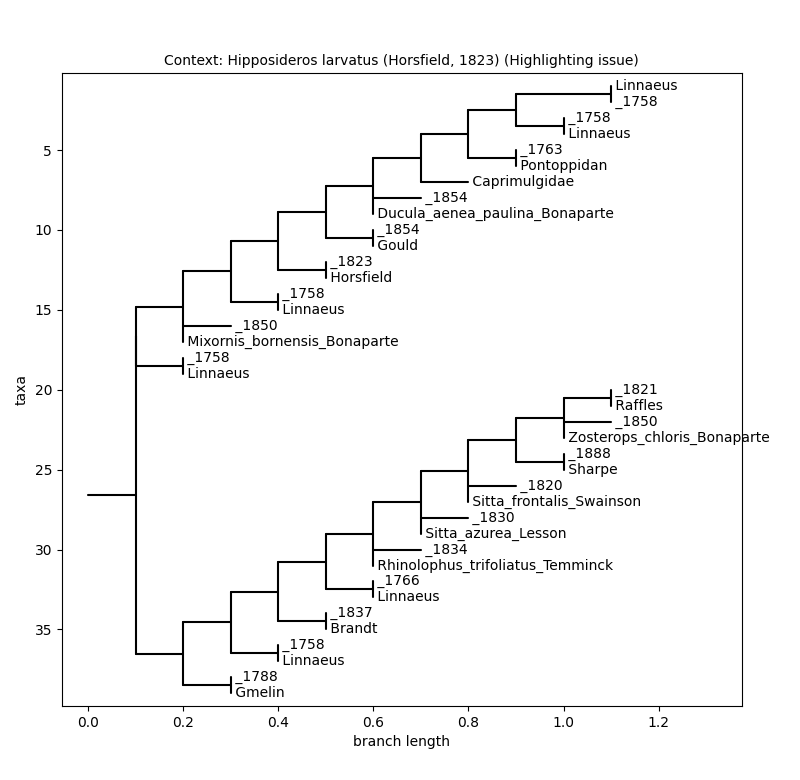 Context: Hipposideros larvatus (Horsfield, 1823) (Highlighting issue)
Linnaeus
_1758
_1758
Linnaeus
_1763
Pontoppidan
Caprimulgidae
_1854
Ducula_aenea_paulina_Bonaparte
_1854
Gould
_1823
Horsfield
_1758
Linnaeus
_1850
Mixornis_bornensis_Bonaparte
_1758
Linnaeus
_1821
Raffles
_1850
Zosterops_chloris_Bonaparte
_1888
Sharpe
_1820
Sitta_frontalis_Swainson
_1830
Sitta_azurea_Lesson
_1834
Rhinolophus_trifoliatus_Temminck
_1766
Linnaeus
_1837
Brandt
_1758
Linnaeus
_1788
Gmelin
5
10
15
20
25
30
35
taxa
0.0 0.2 0.4 0.6 0.8 1.0 1.2
branch length